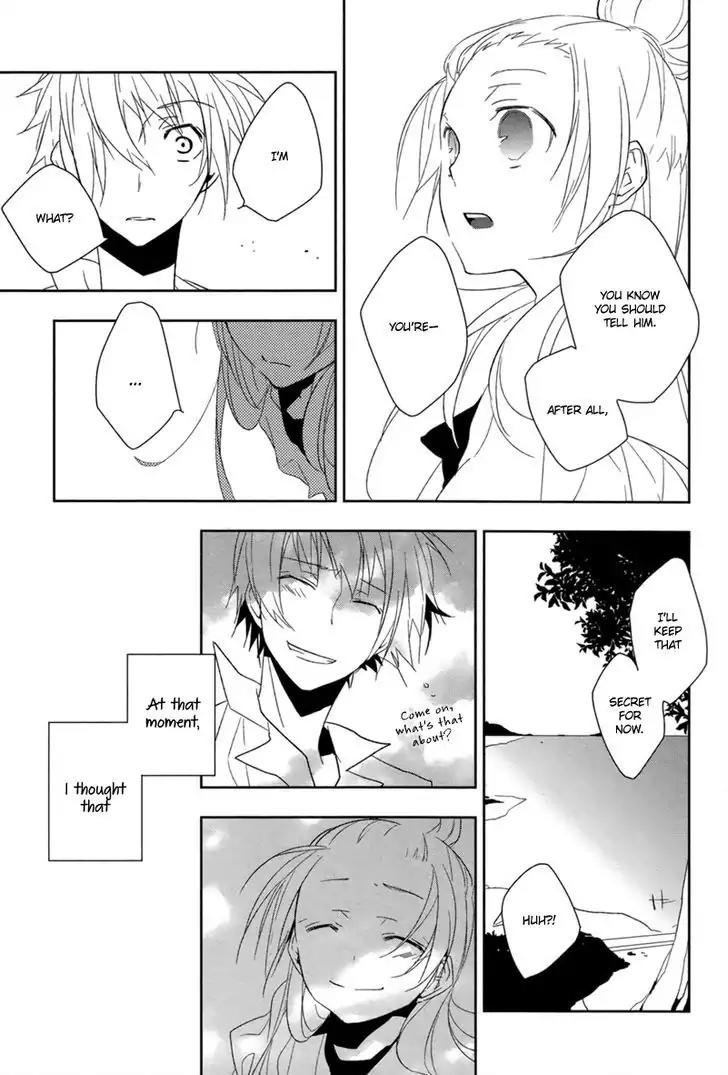 YOU KNOW
YOU SHOULD
TELL HIM.
AFTER ALL,
YOU'RE—
I'M
WHAT?
...
I'LL
KEEP
THAT
SECRET
FOR
NOW.
HUH?!
Come on,
what's that
about?
At that
moment,
I thought
that